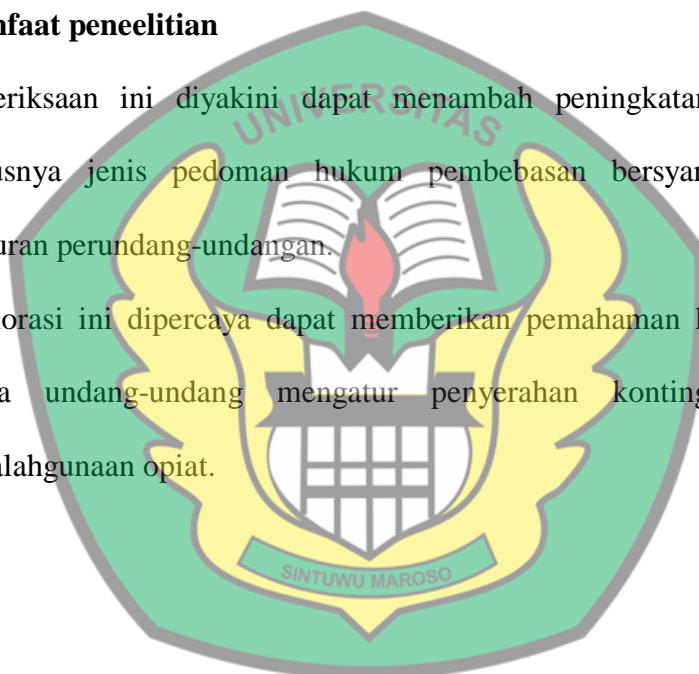 nfaat peneelitian
eriksaan ini diyakini dapat menambah peningkatan
usnya jenis pedoman hukum pembebasan bersyar
uran perundang-undangan.
lorasi ini dipercaya dapat memberikan pemahaman
a undang-undang mengatur penyerahan konting
alahgunaan opiat.
UNIVERSITAS
SINTUWU MAROSO